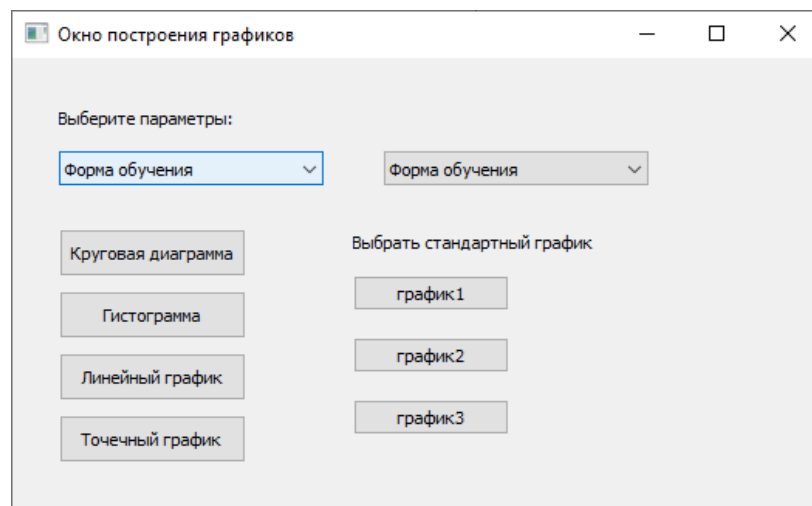 Окно построения графиков
Выберите параметры:
Форма обучения
Форма обучения
Круговая диаграмма
Гистограмма
Линейный график
Точечный график
Выбрать стандартный график
график1
график2
график3